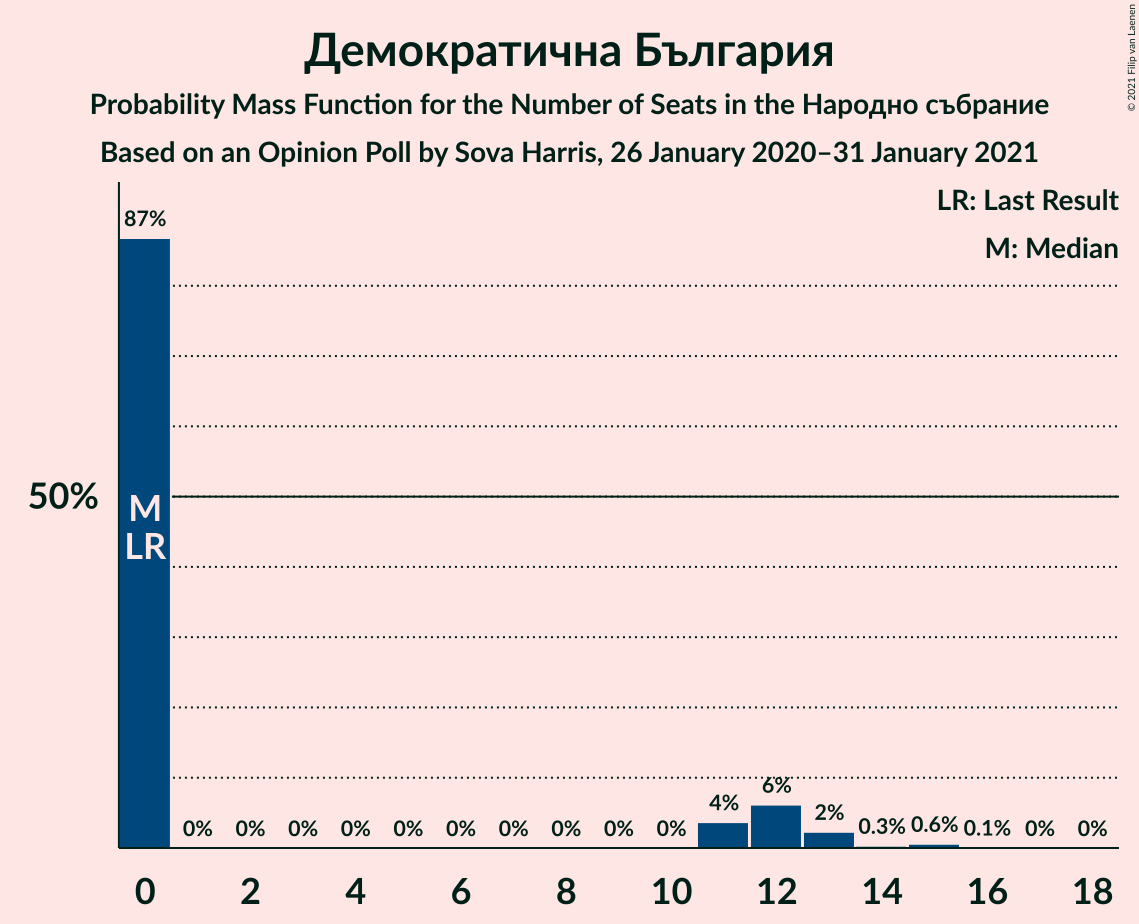 Демократична България
Probability Mass Function for the Number of Seats in the Народно събрание
Based on an Opinion Poll by Sova Harris, 26 January 2020–31 January 2021
© 2021 Filip van Laenen
LR: Last Result
M: Median
87%
50%
M
LR
0% 0% 0% 0% 0% 0% 0% 0% 0% 0% 4% 6% 2% 0.3% 0.6% 0.1% 0% 0%
0 2 4 6 8 10 12 14 16 18